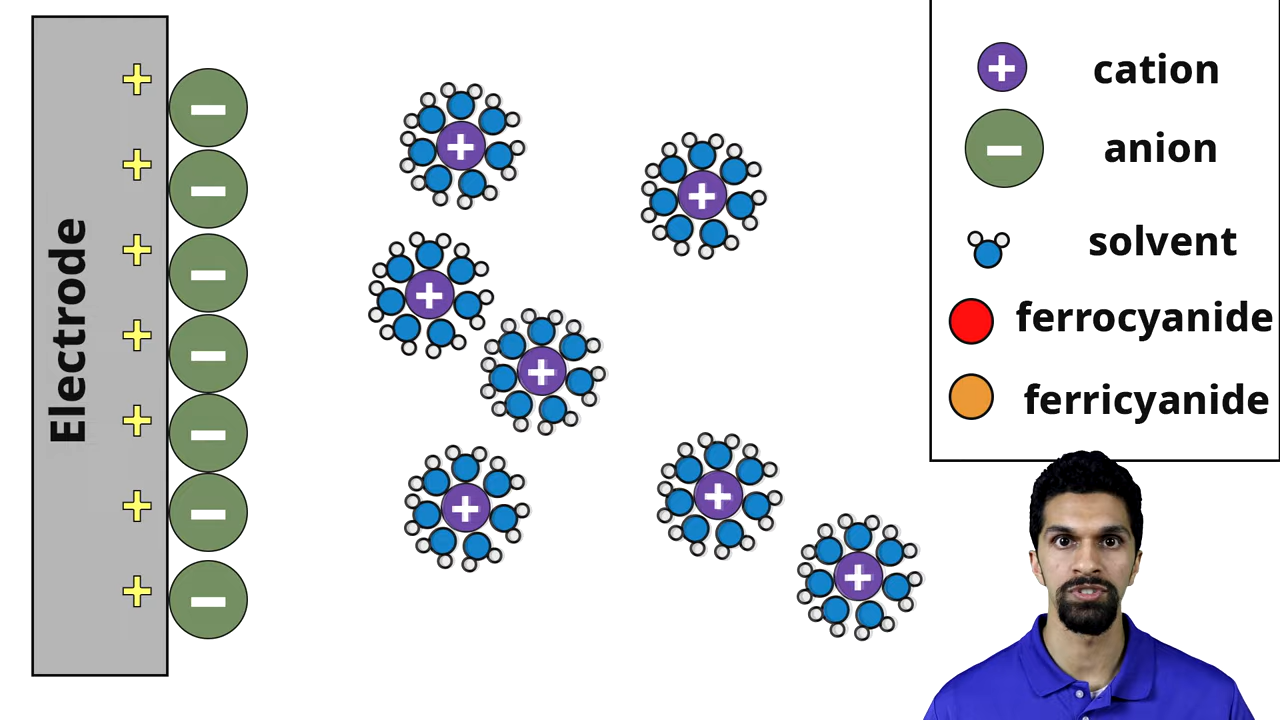 Electrode
cation
anion
solvent
ferrocyanide
ferricyanide